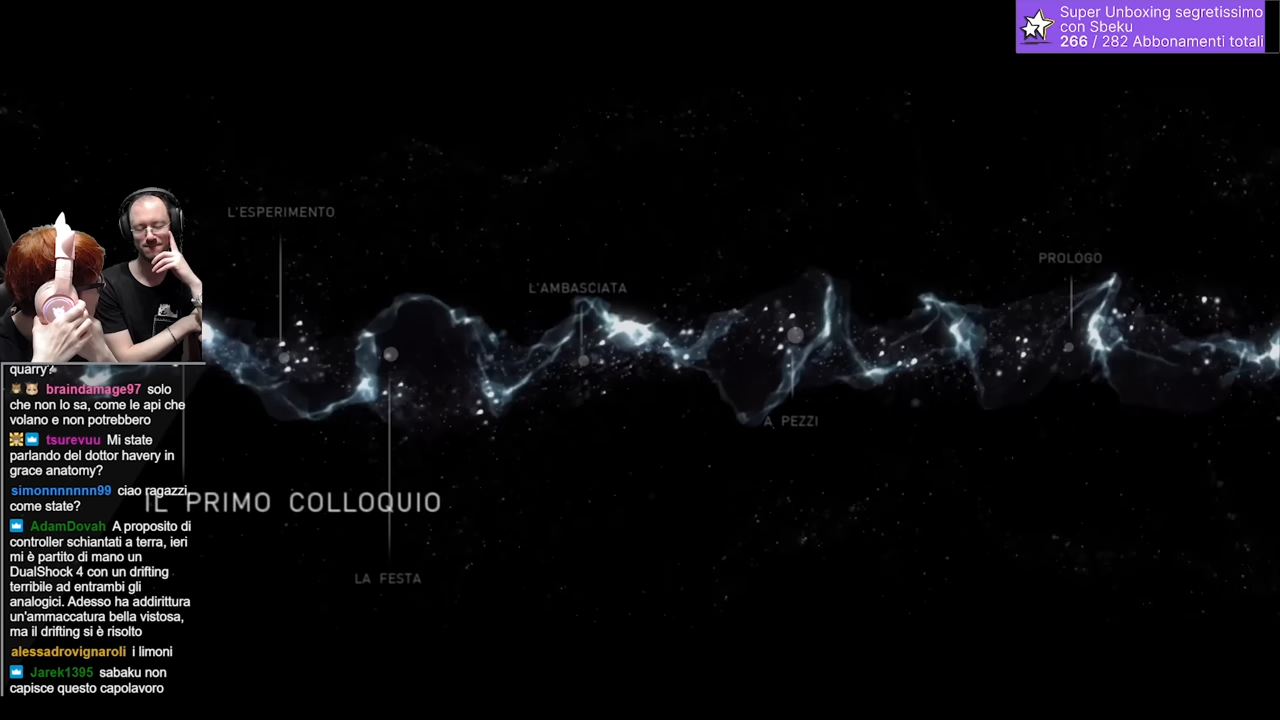 Super Unboxing segretissimo
con Sbeku
266 / 282 Abbonamenti totali
L'ESPERIMENTO
PROLOGO
L'AMBASCIATA
A PEZZI
IL PRIMO COLLOQUIO
LA FESTA
quarry
braindamage97 solo
che non lo sa, come le api che
volano e non potrebbero
tsurevuu Mi state
parlando del dottor havery in
grace anatomy?
simonnnnnnn99 ciao ragazzi
come state?
AdamDovah A proposito di
controller schiantati a terra, ieri
mi è partito di mano un
DualShock 4 con un drifting
terribile ad entrambi gli
analogici. Adesso ha addirittura
un'ammaccatura bella vistosa,
ma il drifting si è risolto
alessadrovignaroli i limoni
Jarek1395 sabaku non
capisce questo capolavoro